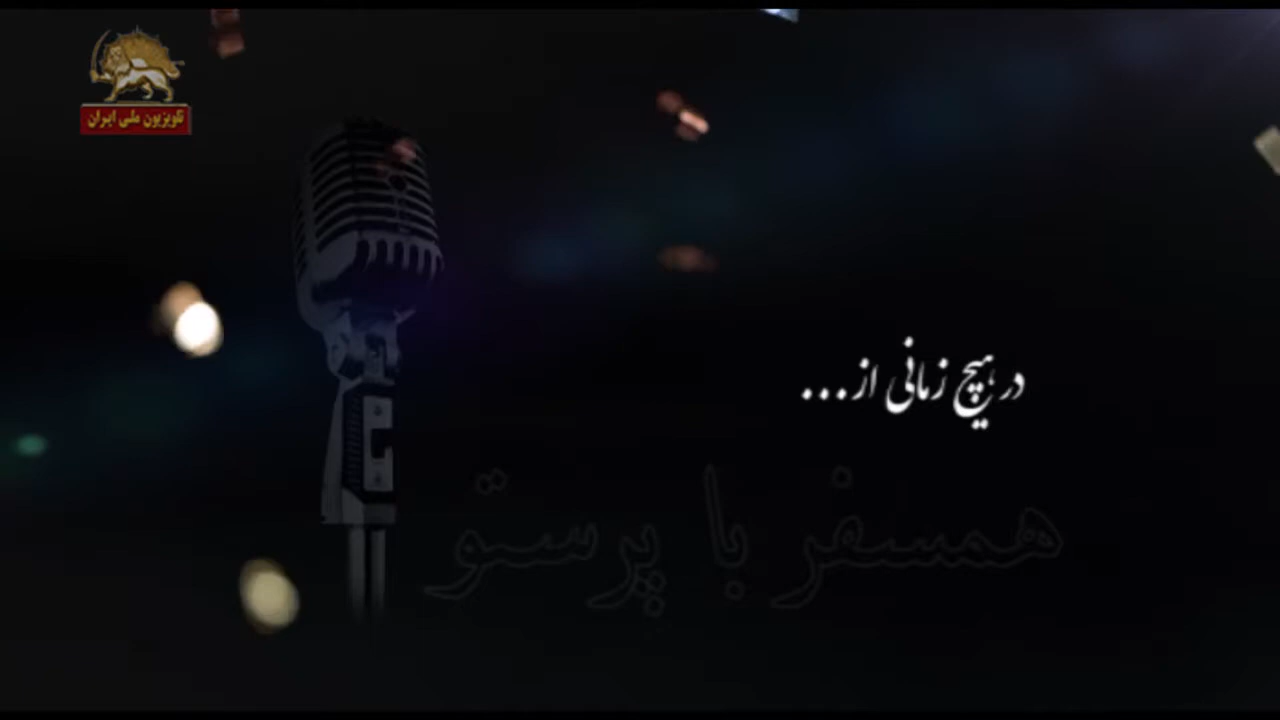 تلویزیون ملی ایران
در هیچ زمانی از...
همسفر با پرستو